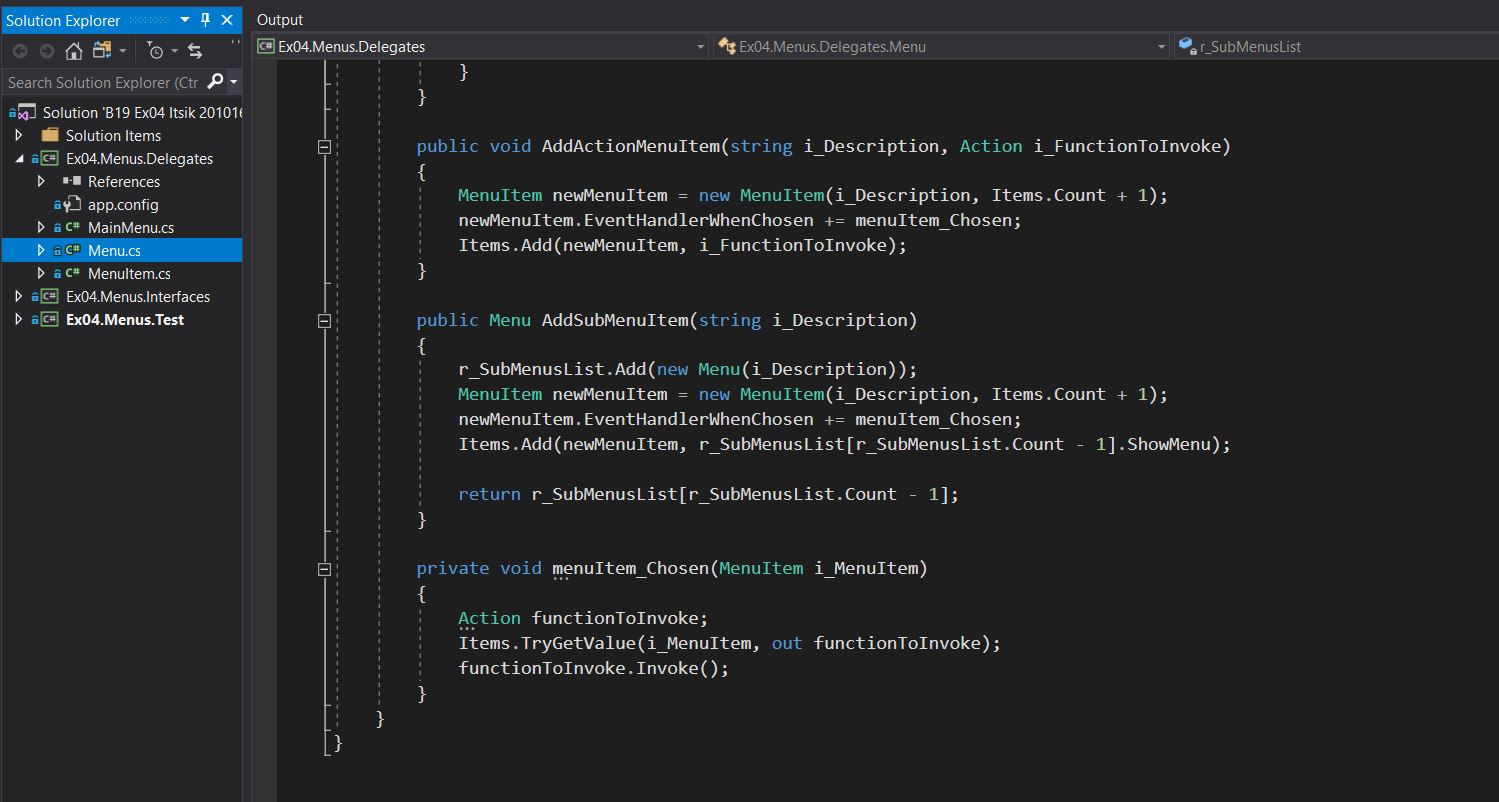 Solution Explorer
Search Solution Explorer (Ctr
Solution 'B19 Ex04 Itsik 20101
Solution Items
C# Ex04.Menus.Delegates
References
app.config
C# MainMenu.cs
C# Menu.cs
C# MenuItem.cs
C# Ex04.Menus.Interfaces
C# Ex04.Menus.Test
Output
C# Ex04.Menus.Delegates
Ex04.Menus.Delegates.Menu
r_SubMenusList
}
}
public void AddActionMenuItem(string i_Description, Action i_FunctionToInvoke)
{
MenuItem newMenuItem = new MenuItem(i_Description, Items.Count + 1);
newMenuItem.EventHandlerWhenChosen += menuItem_Chosen;
Items.Add(newMenuItem, i_FunctionToInvoke);
}
public Menu AddSubMenuItem(string i_Description)
{
r_SubMenusList.Add(new Menu(i_Description));
MenuItem newMenuItem = new MenuItem(i_Description, Items.Count + 1);
newMenuItem.EventHandlerWhenChosen += menuItem_Chosen;
Items.Add(newMenuItem, r_SubMenusList[r_SubMenusList.Count - 1].ShowMenu);
return r_SubMenusList[r_SubMenusList.Count - 1];
}
private void menuItem_Chosen(MenuItem i_MenuItem)
{
Action functionToInvoke;
Items.TryGetValue(i_MenuItem, out functionToInvoke);
functionToInvoke.Invoke();
}
}
}